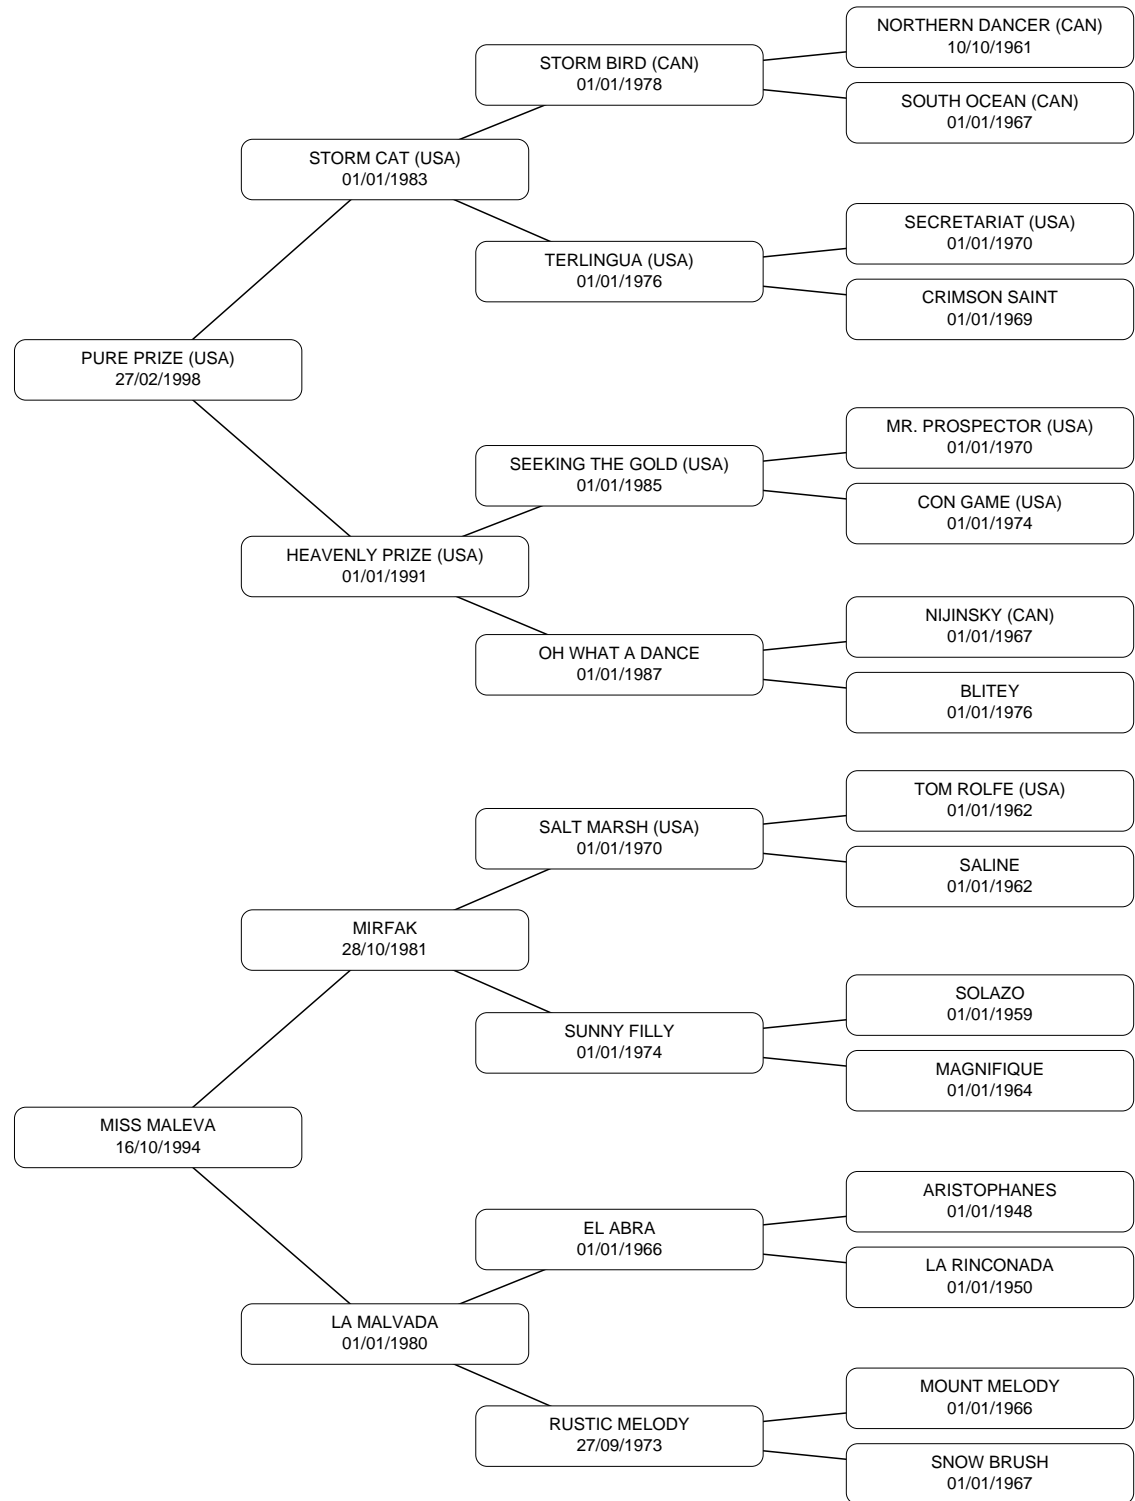 NORTHERN DANCER (CAN)
10/10/1961
STORM BIRD (CAN)
01/01/1978
SOUTH OCEAN (CAN)
01/01/1967
STORM CAT (USA)
01/01/1983
SECRETARIAT (USA)
01/01/1970
TERLINGUA (USA)
01/01/1976
CRIMSON SAINT
01/01/1969
PURE PRIZE (USA)
27/02/1998
MR. PROSPECTOR (USA)
01/01/1970
SEEKING THE GOLD (USA)
01/01/1985
CON GAME (USA)
01/01/1974
HEAVENLY PRIZE (USA)
01/01/1991
NIJINSKY (CAN)
01/01/1967
OH WHAT A DANCE
01/01/1987
BLITEY
01/01/1976
TOM ROLFE (USA)
01/01/1962
SALT MARSH (USA)
01/01/1970
SALINE
01/01/1962
MIRFAK
28/10/1981
SOLAZO
01/01/1959
SUNNY FILLY
01/01/1974
MAGNIFIQUE
01/01/1964
MISS MALEVA
16/10/1994
ARISTOPHANES
01/01/1948
EL ABRA
01/01/1966
LA RINCONADA
01/01/1950
LA MALVADA
01/01/1980
MOUNT MELODY
01/01/1966
RUSTIC MELODY
27/09/1973
SNOW BRUSH
01/01/1967